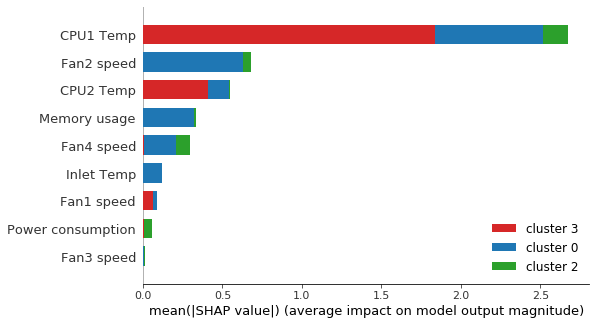 CPU1 Temp
Fan2 speed
CPU2 Temp
Memory usage
Fan4 speed
Inlet Temp
Fan1 speed
Power consumption
Fan3 speed
cluster 3
cluster 0
cluster 2
0.0 0.5 1.0 1.5 2.0 2.5
mean(|SHAP value|) (average impact on model output magnitude)